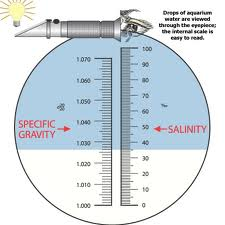 Drops of aquarium
water are viewed
through the eyepiece;
the internal scale is
easy to read.
1.070
1.060
1.050
1.040
1.030
1.020
1.010
1.000
100
90
80
70
60
50
40
30
20
10
0
SPECIFIC
GRAVITY
SALINITY